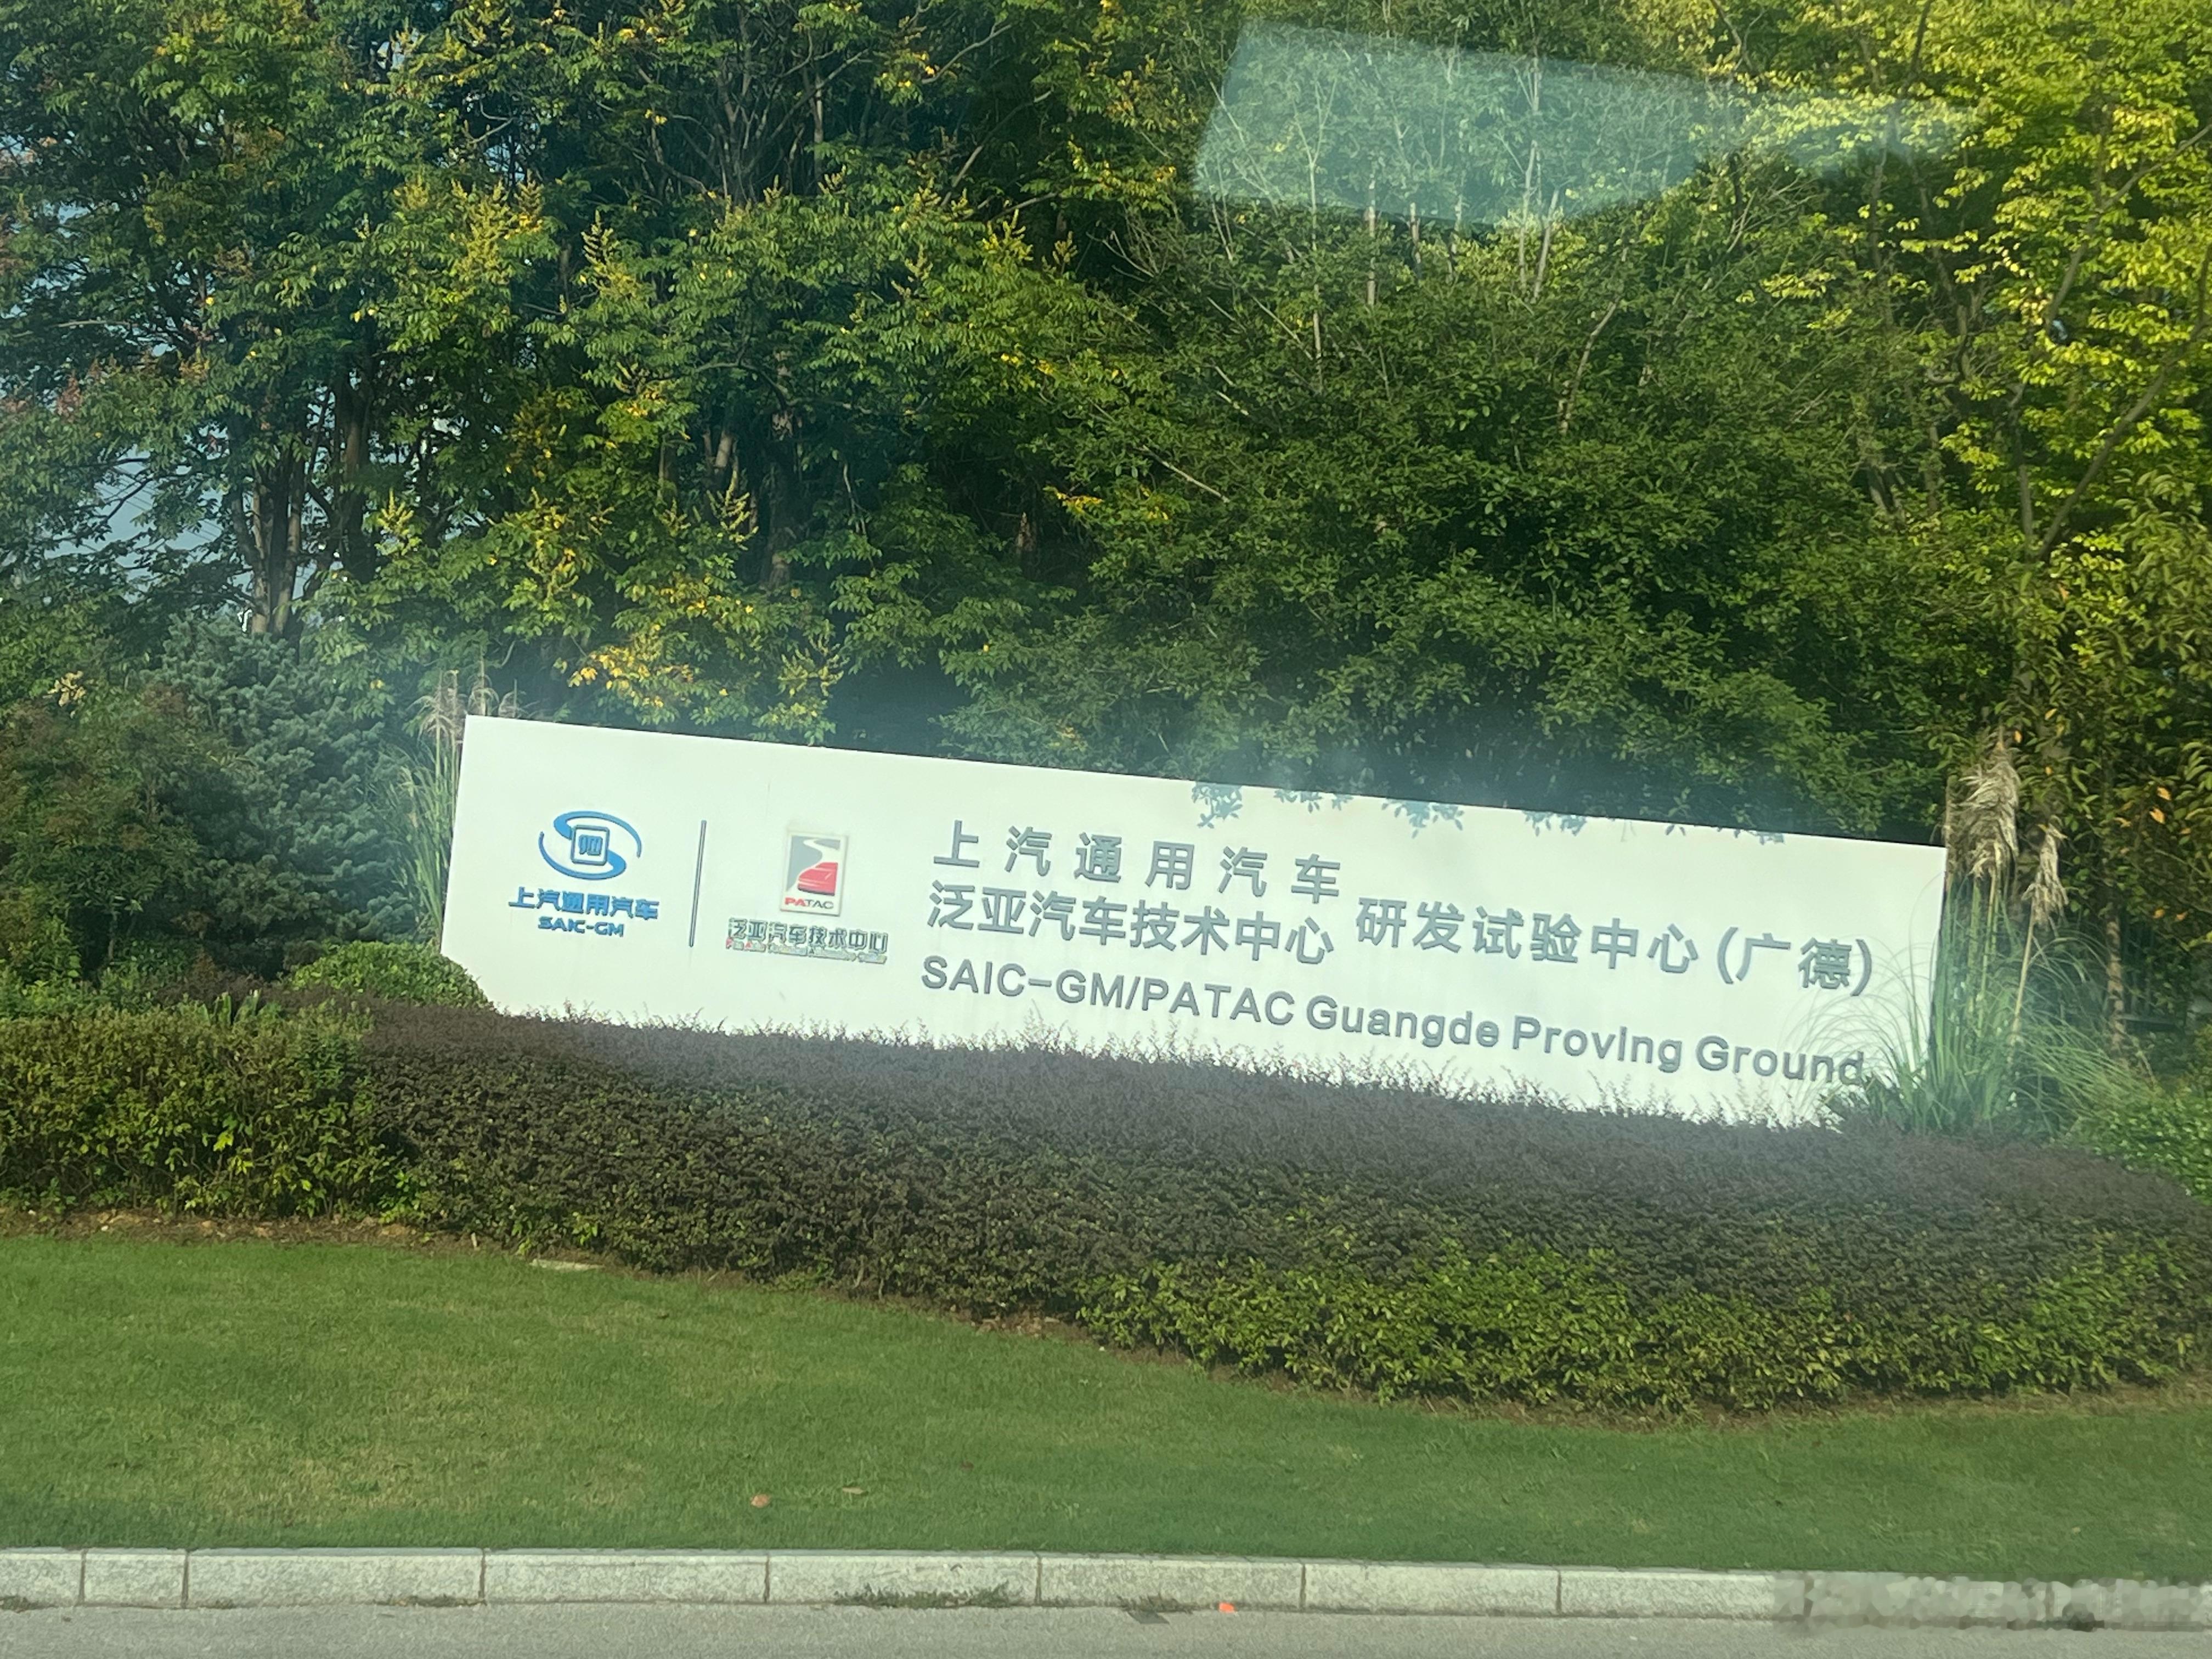 gm
上汽通用汽车
SAIC-GM
PATAC
泛亚汽车技术中心
上汽通用汽车
泛亚汽车技术中心 研发试验中心(广德)
SAIC-GM/PATAC Guangde Proving Ground